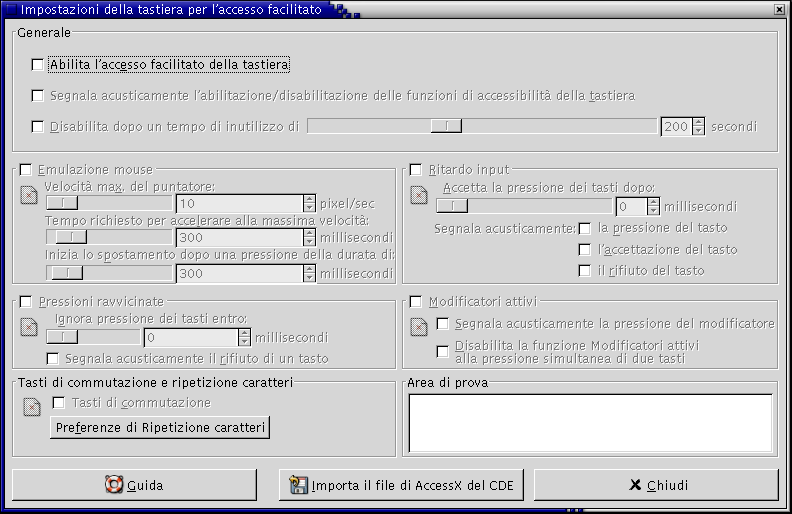 Impostazioni della tastiera per l'accesso facilitato
Generale
Abilita l'accesso facilitato della tastiera
Segnala acusticamente l'abilitazione/disabilitazione delle funzioni di accessibilità della tastiera
Disabilita dopo un tempo di inutilizzo di 200 secondi
Emulazione mouse
Velocità max. del puntatore:
10 pixel/sec
Tempo richiesto per accelerare alla massima velocità:
300 millisecondi
Inizia lo spostamento dopo una pressione della durata di:
300 millisecondi
Ritardo input
Accetta la pressione dei tasti dopo:
0 millisecondi
Segnala acusticamente: la pressione del tasto
l'accettazione del tasto
il rifiuto del tasto
Pressioni ravvicinate
Ignora pressione dei tasti entro:
0 millisecondi
Segnala acusticamente il rifiuto di un tasto
Modificatori attivi
Segnala acusticamente la pressione del modificatore
Disabilita la funzione Modificatori attivi
alla pressione simultanea di due tasti
Tasti di commutazione e ripetizione caratteri
Tasti di commutazione
Preferenze di Ripetizione caratteri
Area di prova
Guida
Importa il file di AccessX del CDE
Chiudi